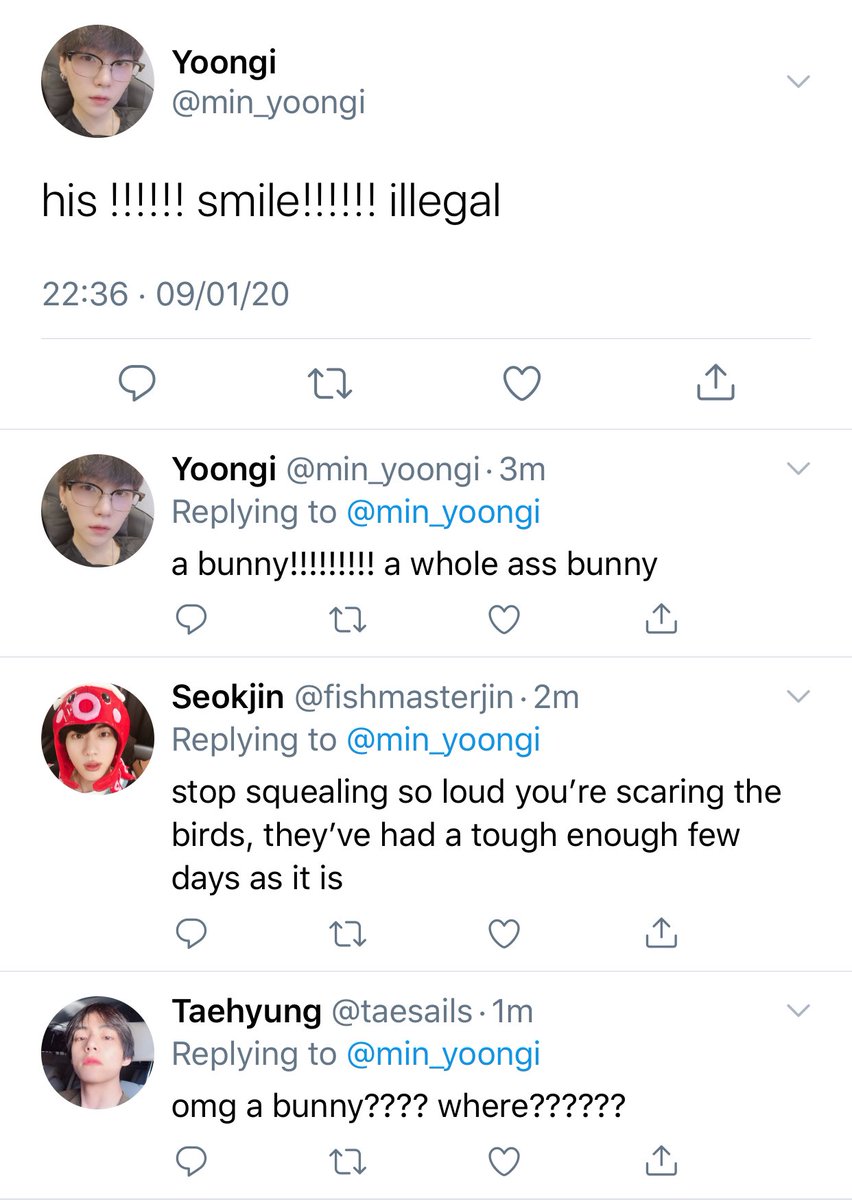 Yoongi
@min_yoongi
his !!!!!! smile!!!!!! illegal
22:36 · 09/01/20
Yoongi @min_yoongi · 3m
Replying to @min_yoongi
a bunny!!!!!!!!! a whole ass bunny
Seokjin @fishmasterjin · 2m
Replying to @min_yoongi
stop squealing so loud you’re scaring the
birds, they’ve had a tough enough few
days as it is
Taehyung @taesails · 1m
Replying to @min_yoongi
omg a bunny???? where??????